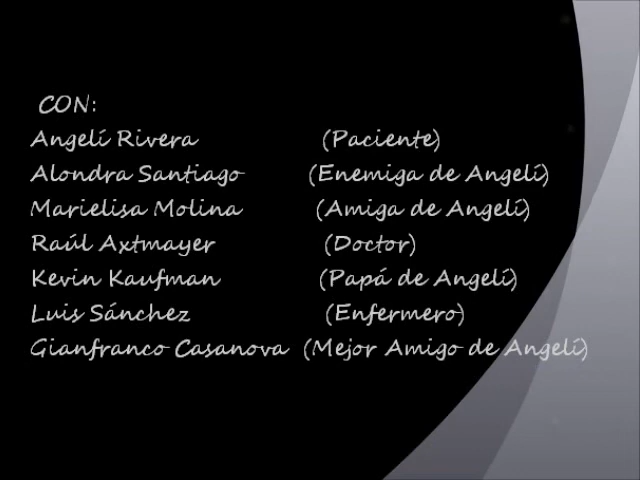 CON:
Angelí Rivera (Paciente)
Alondra Santiago (Enemiga de Angelí)
Marielisa Molina (Amiga de Angelí)
Raúl Axtmayer (Doctor)
Kevin Kaufman (Papá de Angelí)
Luis Sánchez (Enfermero)
Gianfranco Casanova (Mejor Amigo de Angelí)